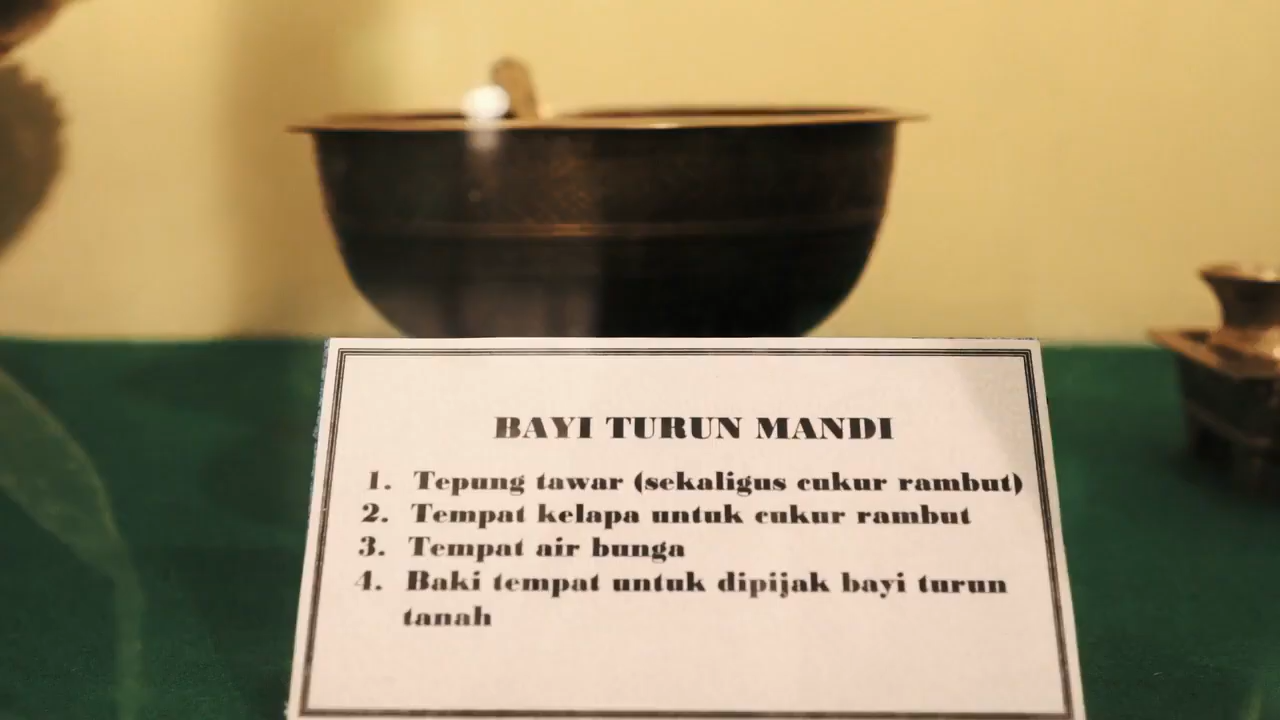 BAYI TURUN MANDI
1. Tepung tawar (sekaligus cukur rambut)
2. Tempat kelapa untuk cukur rambut
3. Tempat air bunga
4. Baki tempat untuk dipijak bayi turun
tanah